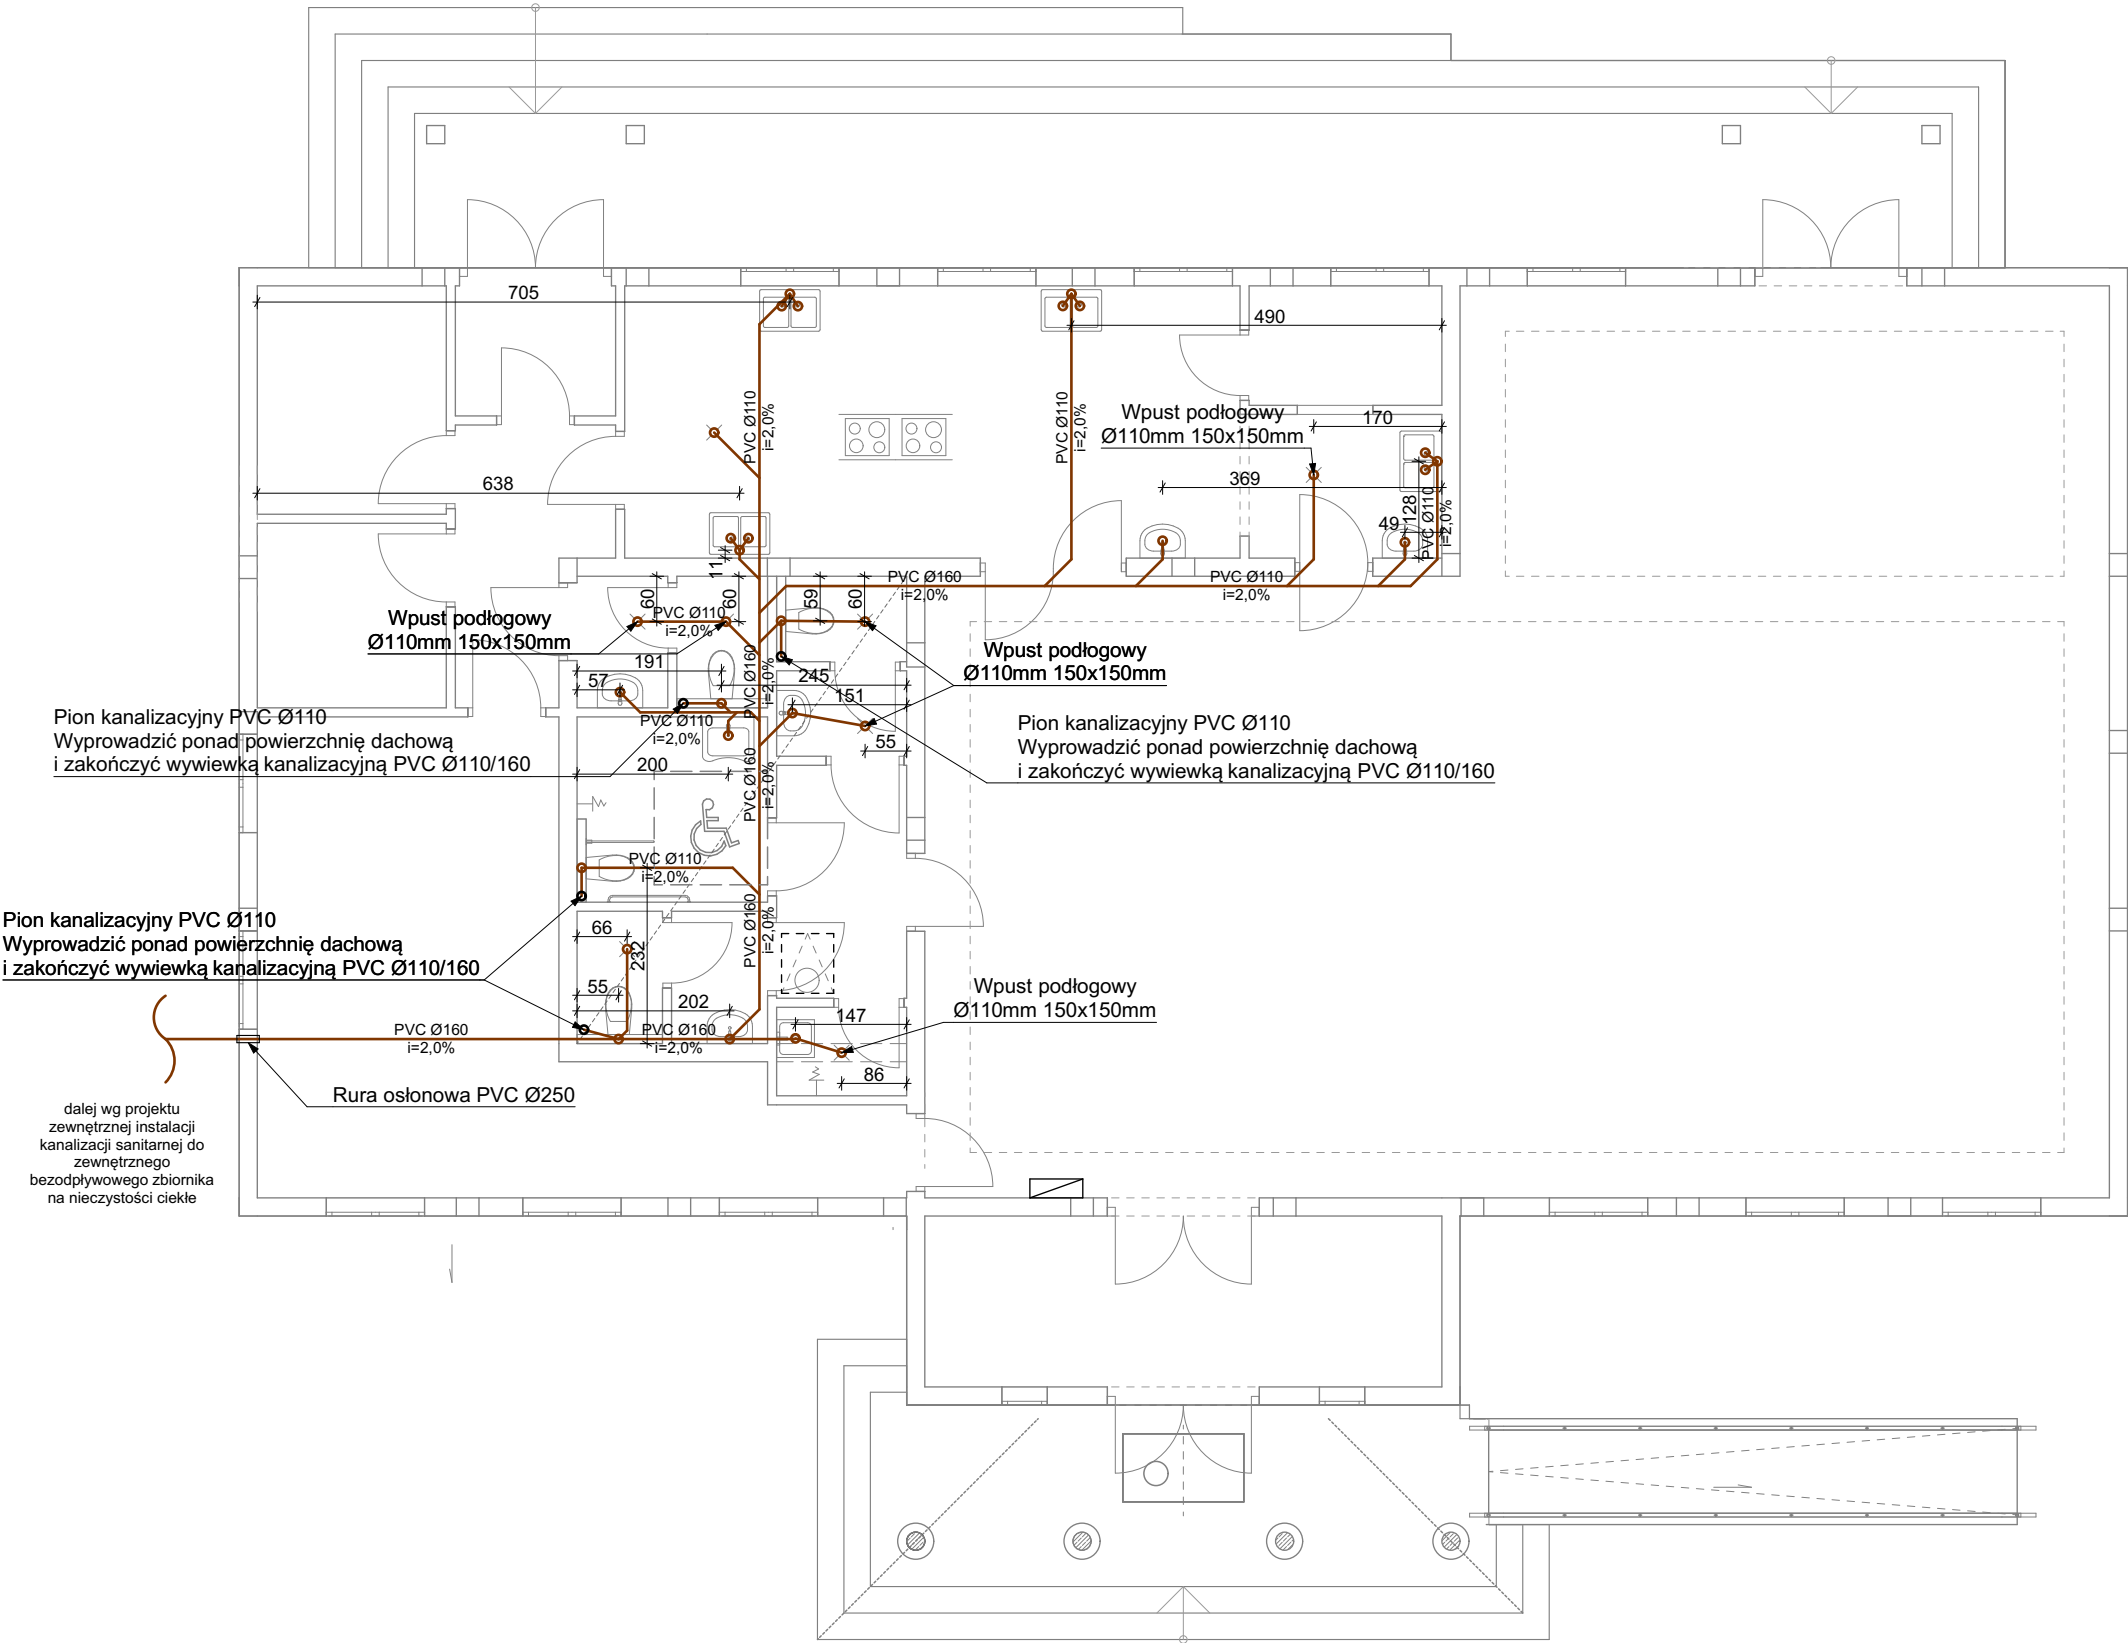 705
490
PVC Ø110
i=2,0%
PVC Ø110
i=2,0%
Wpust podłogowy
Ø110mm 150x150mm
170
638
369
49
128
PVC Ø110
i=2,0%
11
PVC Ø160
i=2,0%
PVC Ø110
i=2,0%
60
60
59
60
PVC Ø110
i=2,0%
Wpust podłogowy
Ø110mm 150x150mm
Wpust podłogowy
Ø110mm 150x150mm
191
57
245
151
PVC Ø160
i=2,0%
PVC Ø110
i=2,0%
55
Pion kanalizacyjny PVC Ø110
Wyprowadzić ponad powierzchnię dachową
i zakończyć wywiewką kanalizacyjną PVC Ø110/160
Pion kanalizacyjny PVC Ø110
Wyprowadzić ponad powierzchnię dachową
i zakończyć wywiewką kanalizacyjną PVC Ø110/160
200
PVC Ø160
i=2,0%
PVC Ø110
i=2,0%
Pion kanalizacyjny PVC Ø110
Wyprowadzić ponad powierzchnię dachową
i zakończyć wywiewką kanalizacyjną PVC Ø110/160
66
232
PVC Ø160
i=2,0%
55
202
Wpust podłogowy
Ø110mm 150x150mm
147
PVC Ø160
i=2,0%
PVC Ø160
i=2,0%
86
Rura osłonowa PVC Ø250
dalej wg projektu
zewnętrznej instalacji
kanalizacji sanitarnej do
zewnętrznego
bezodpływowego zbiornika
na nieczystości ciekłe